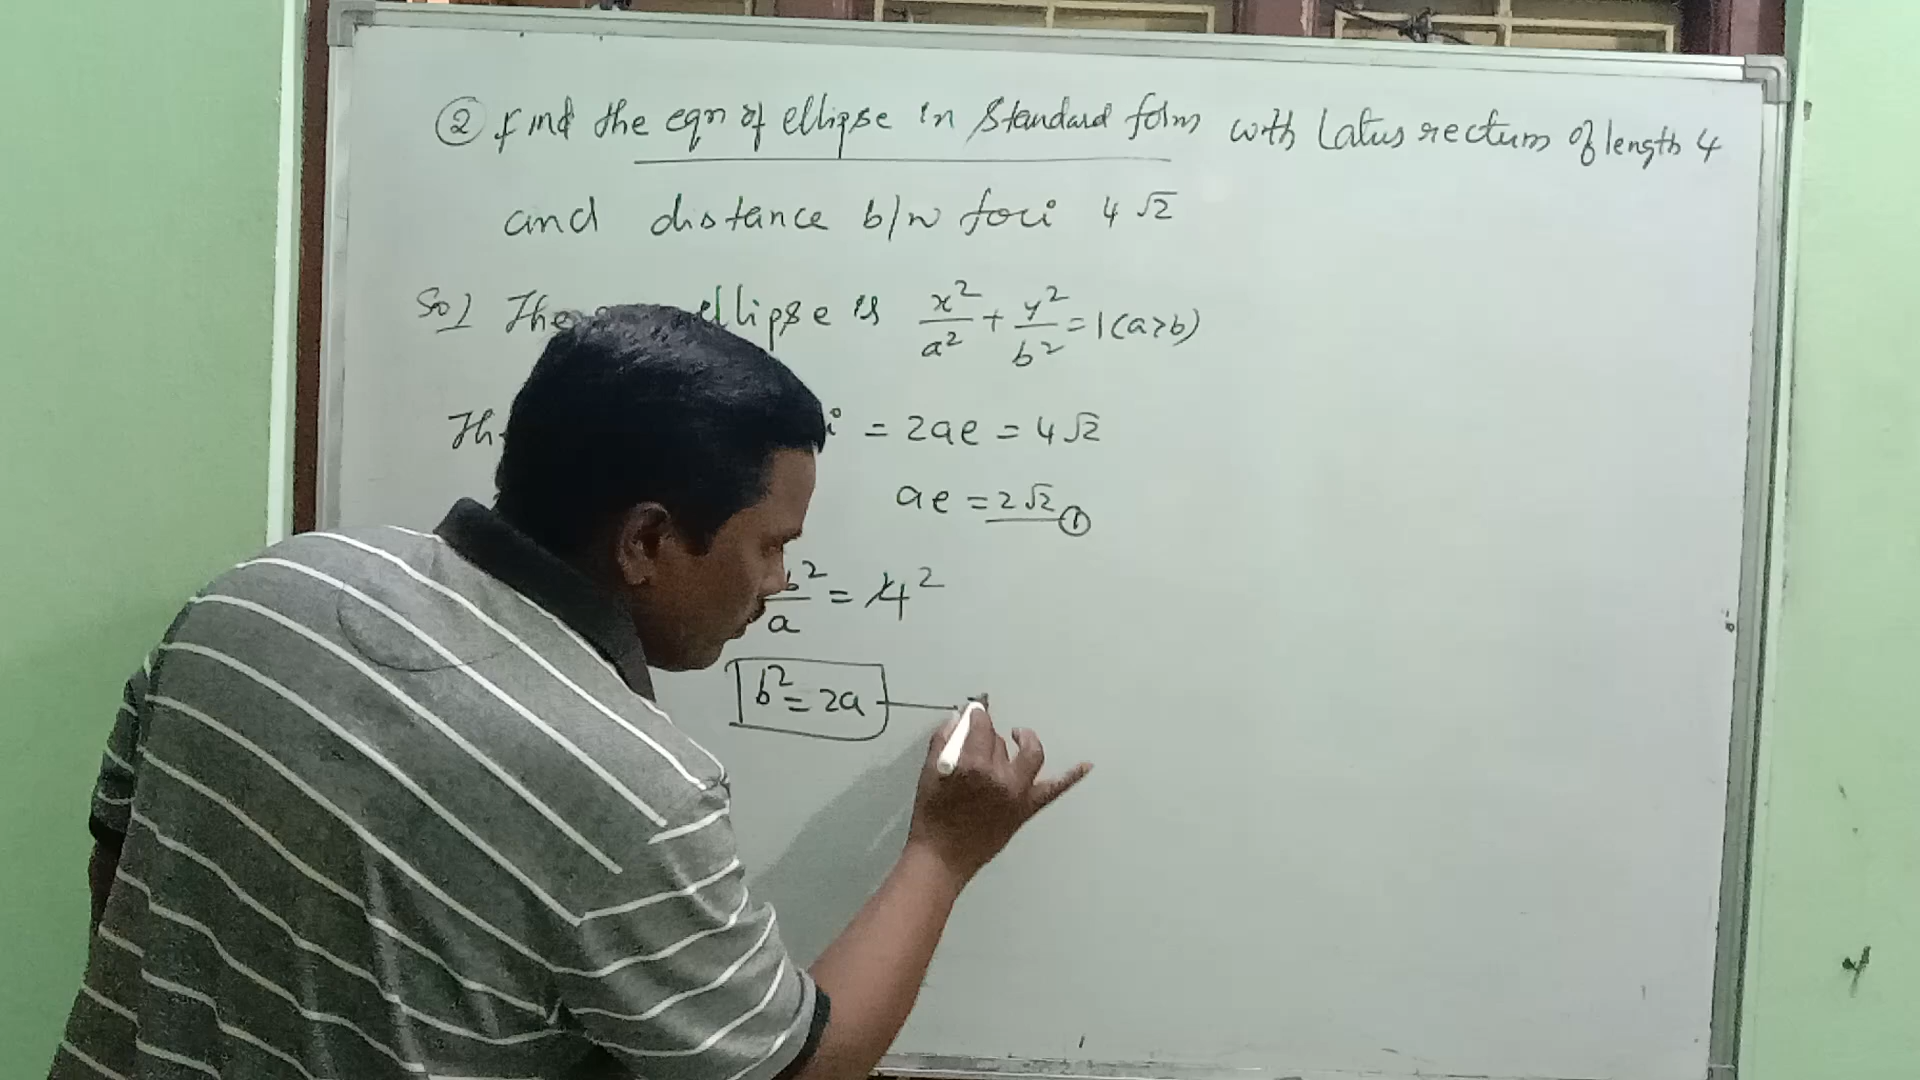 ② Find the eqn of ellipse in standard form with Latus rectum of length 4
and distance b/w foci 4√2
Sol The ellipse is x²/a² + y²/b² = 1 (a>b)
= 2ae = 4√2
ae = 2√2 ①
b²/a = 4 2
b² = 2a